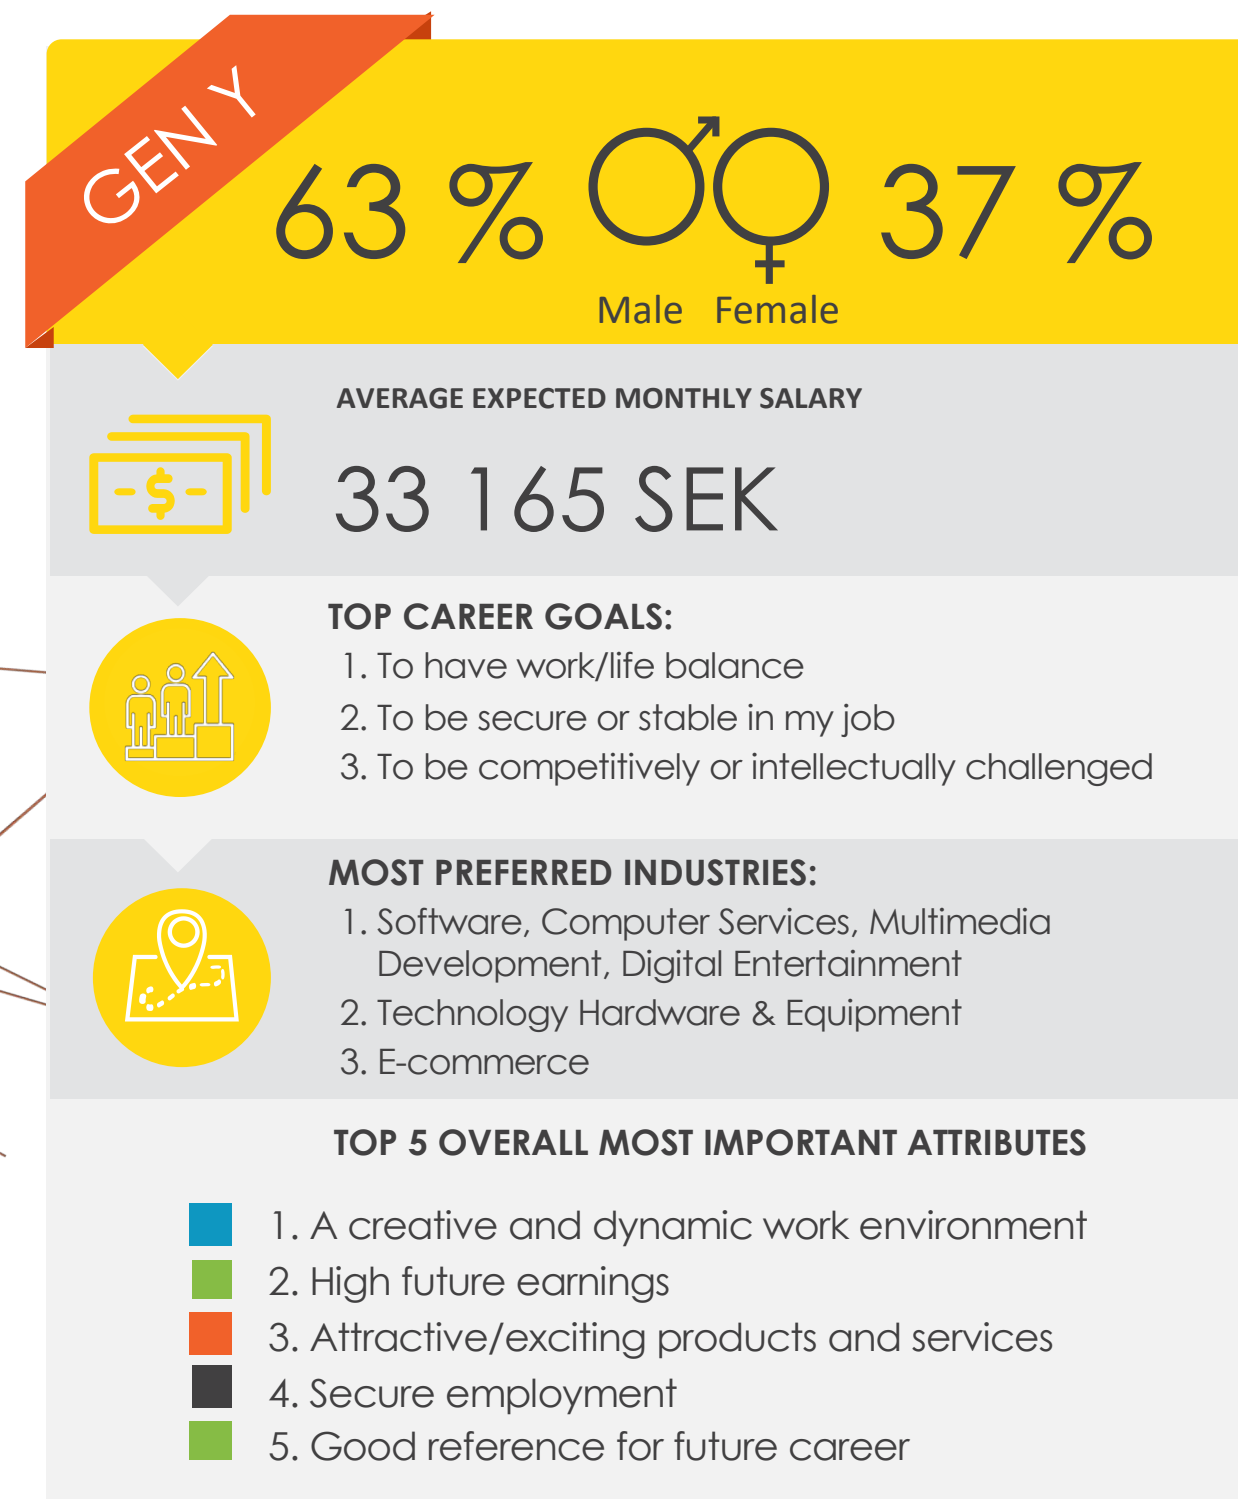 GEN Y
63 % 37 %
Male Female
AVERAGE EXPECTED MONTHLY SALARY
-$-
33 165 SEK
TOP CAREER GOALS:
1. To have work/life balance
2. To be secure or stable in my job
3. To be competitively or intellectually challenged
MOST PREFERRED INDUSTRIES:
1. Software, Computer Services, Multimedia
Development, Digital Entertainment
2. Technology Hardware & Equipment
3. E-commerce
TOP 5 OVERALL MOST IMPORTANT ATTRIBUTES
1. A creative and dynamic work environment
2. High future earnings
3. Attractive/exciting products and services
4. Secure employment
5. Good reference for future career